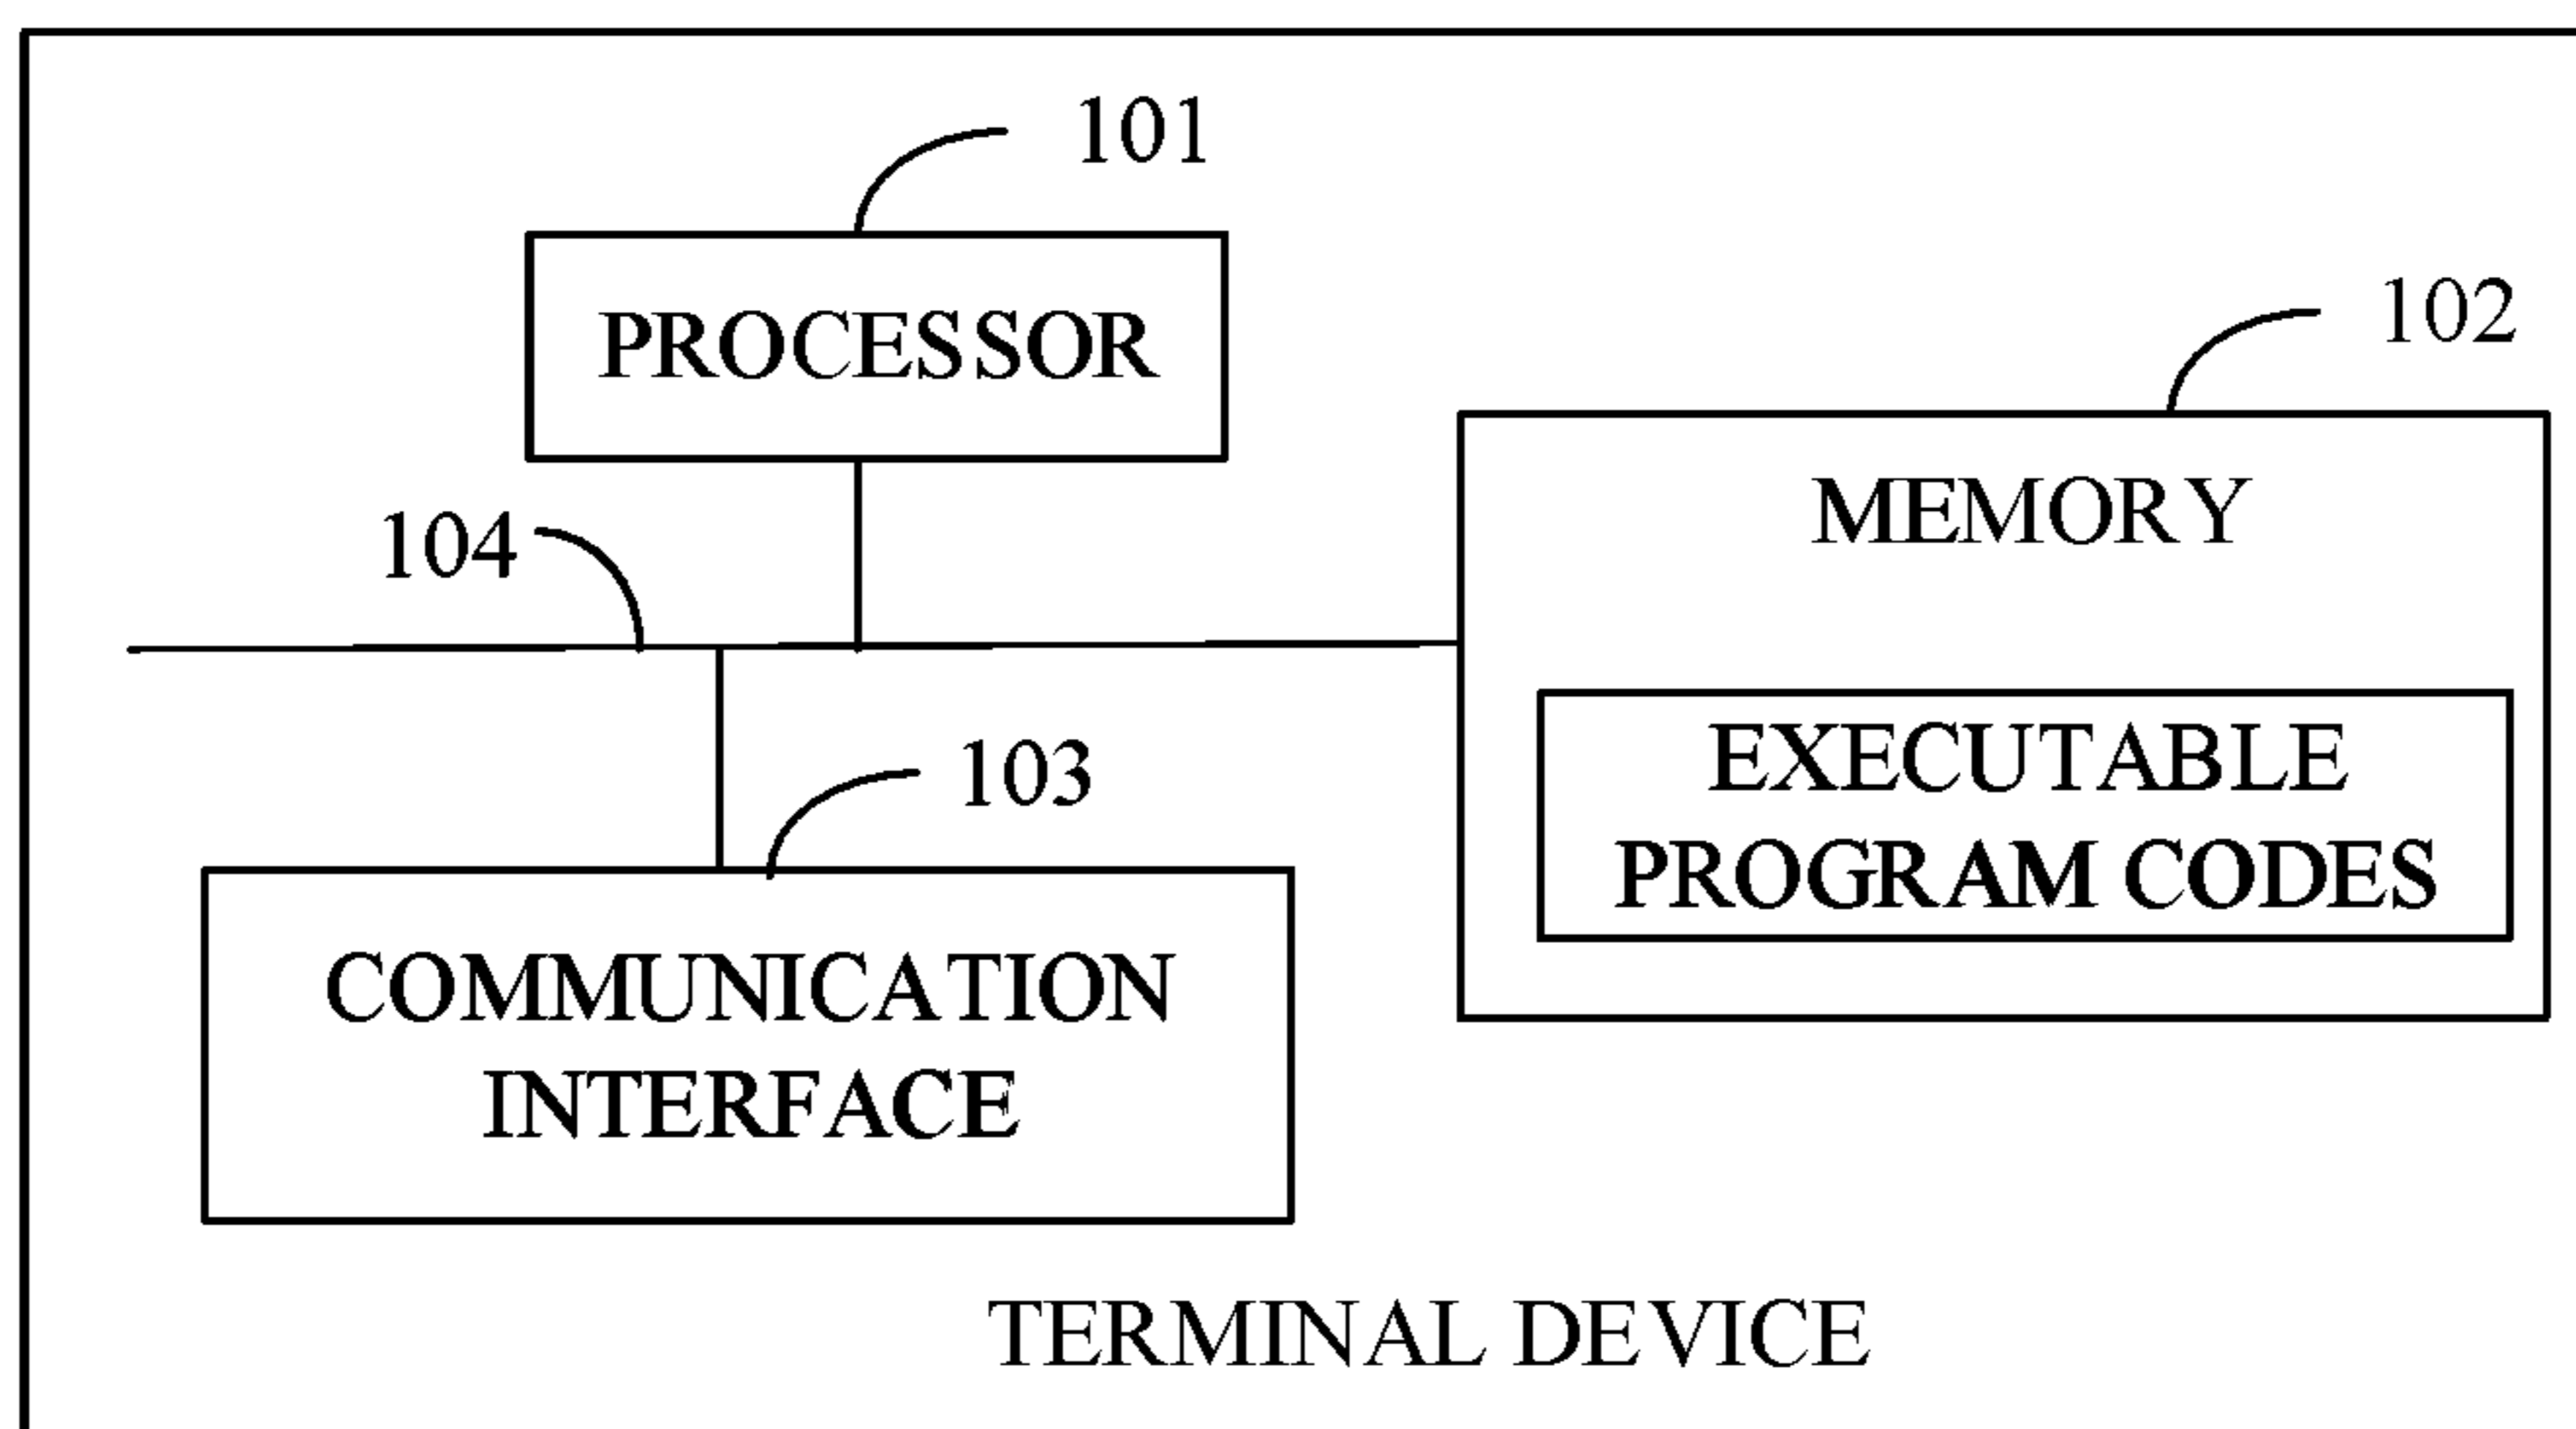 101
PROCESSOR
102
MEMORY
104
EXECUTABLE
PROGRAM CODES
103
COMMUNICATION
INTERFACE
TERMINAL DEVICE